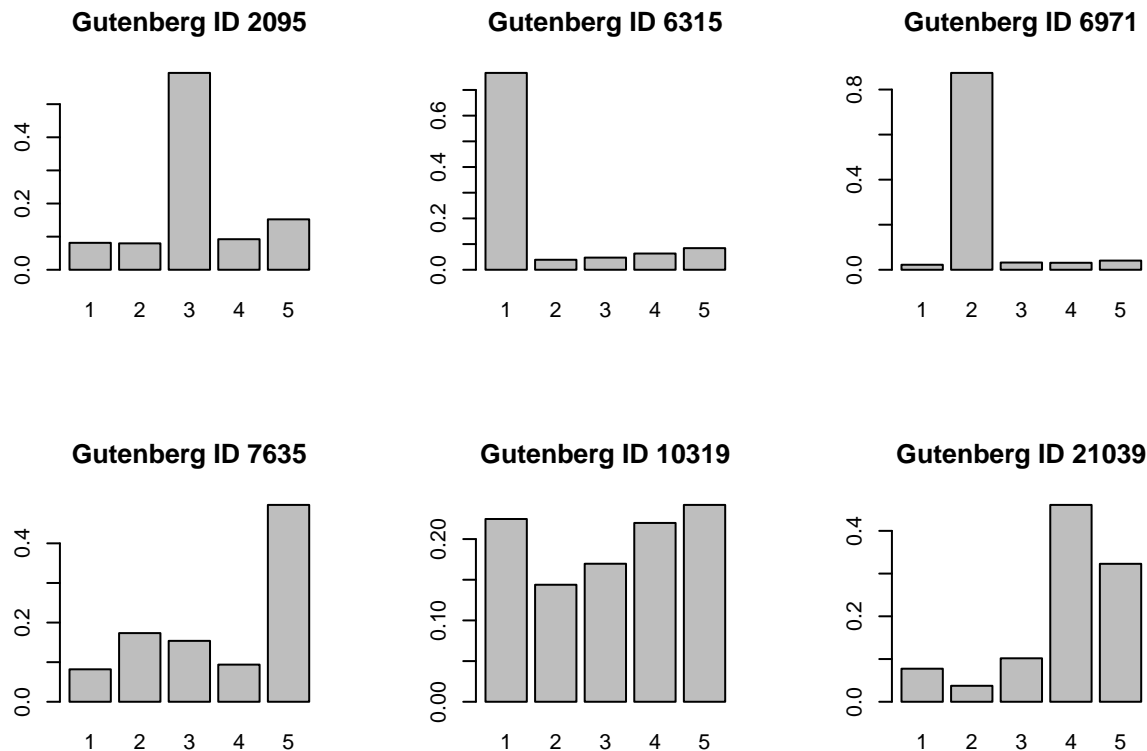 Gutenberg ID 2095
0.0 0.2 0.4
1 2 3 4 5
Gutenberg ID 6315
0.0 0.2 0.4 0.6
1 2 3 4 5
Gutenberg ID 6971
0.0 0.4 0.8
1 2 3 4 5
Gutenberg ID 7635
0.0 0.2 0.4
1 2 3 4 5
Gutenberg ID 10319
0.00 0.10 0.20
1 2 3 4 5
Gutenberg ID 21039
0.0 0.2 0.4
1 2 3 4 5